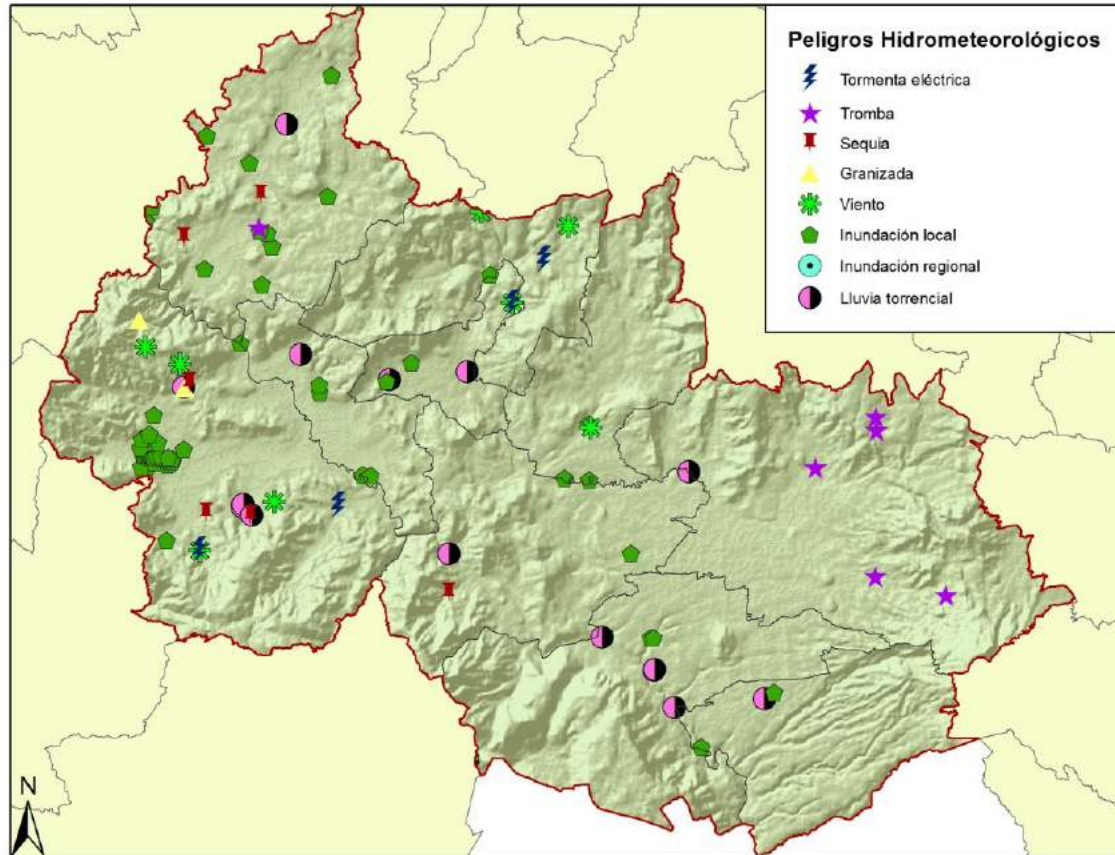 Peligros Hidrometeorológicos
Tormenta eléctrica
Tromba
Sequia
Granizada
Viento
Inundación local
Inundación regional
Lluvia torrencial
N